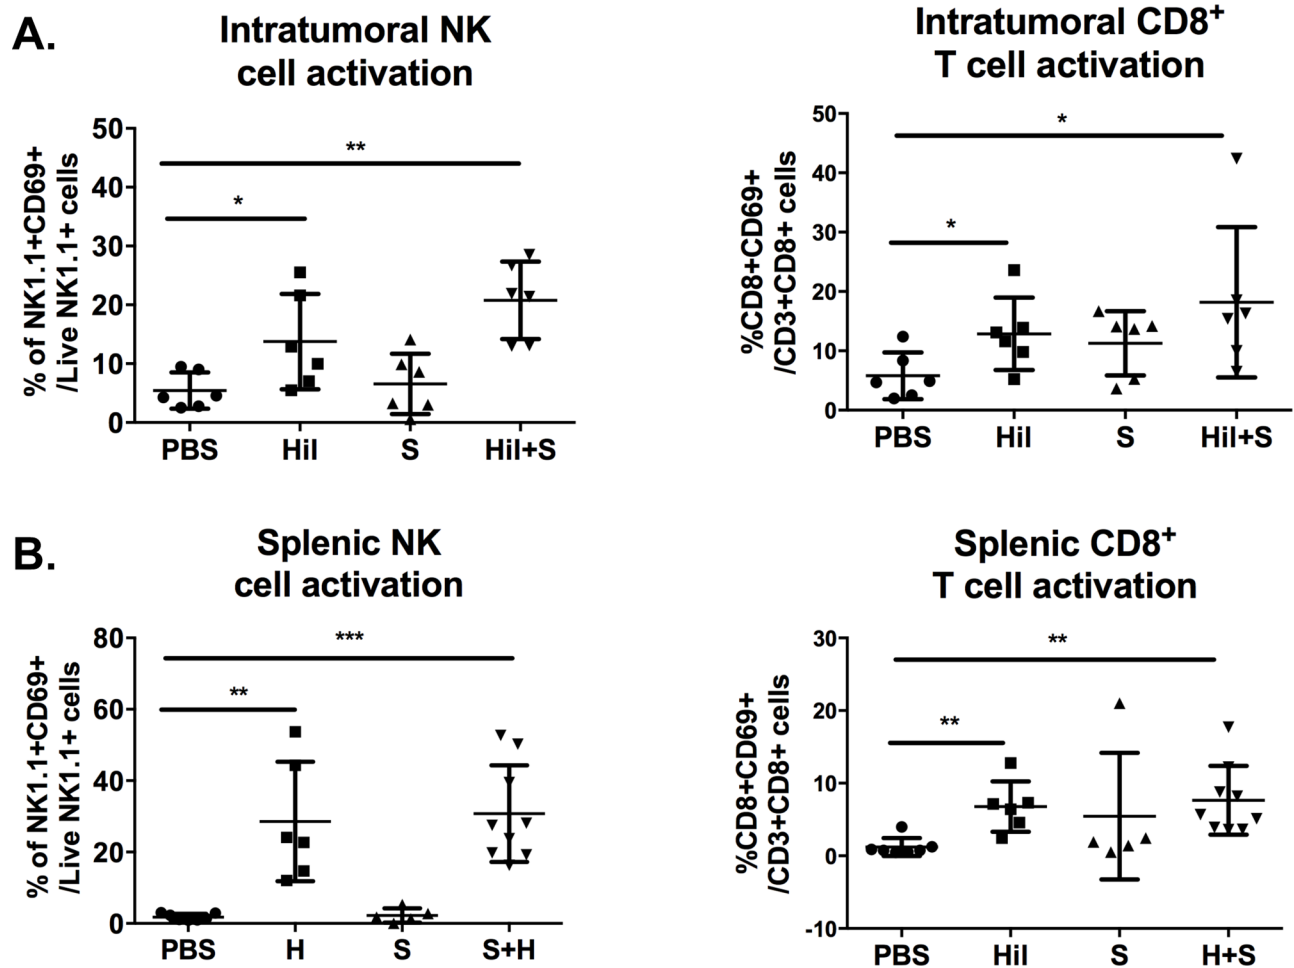 A.
Intratumoral NK
cell activation
% of NK1.1+CD69+
/Live NK1.1+ cells
50
40
30
20
10
0
**
*
PBS
Hil
S
Hil+S
Intratumoral CD8+
T cell activation
%CD8+CD69+
/CD3+CD8+ cells
50
40
30
20
10
0
*
*
PBS
Hil
S
Hil+S
B.
Splenic NK
cell activation
% of NK1.1+CD69+
/Live NK1.1+ cells
80
60
40
20
0
***
**
PBS
H
S
S+H
Splenic CD8+
T cell activation
%CD8+CD69+
/CD3+CD8+ cells
30
20
10
0
-10
**
**
PBS
Hil
S
H+S